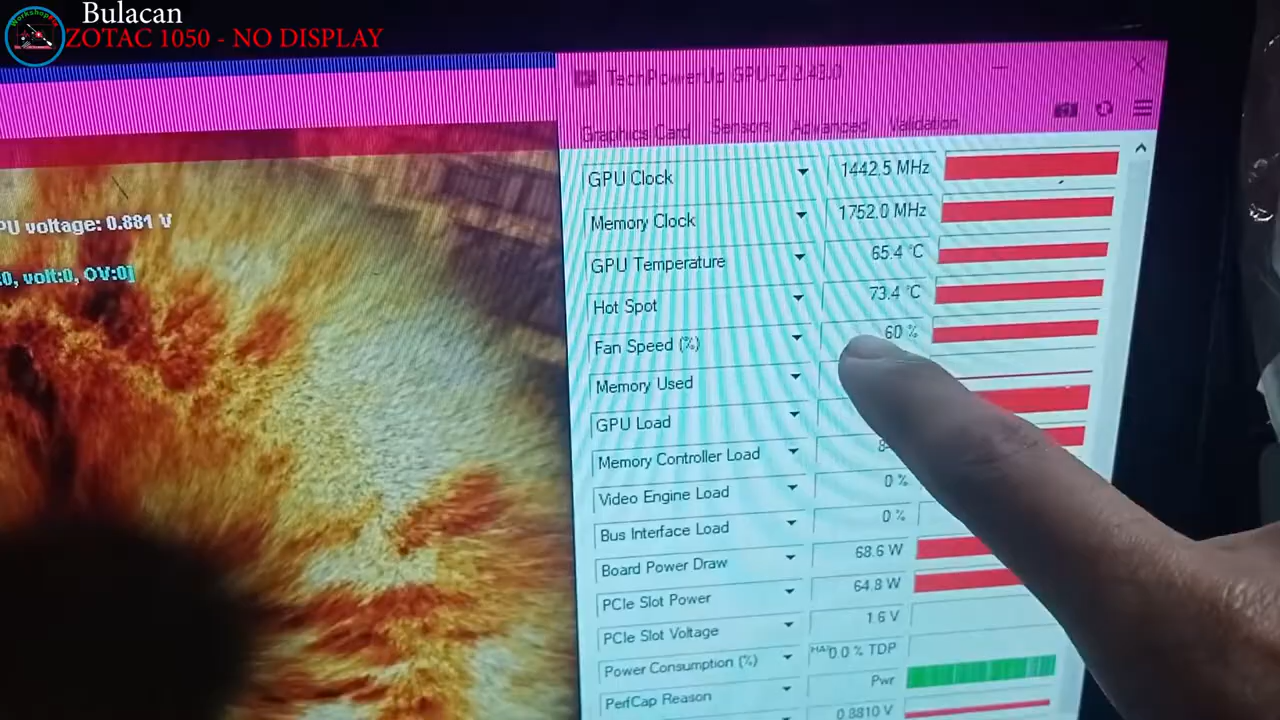 Bulacan
ZOTAC 1050 - NO DISPLAY
TechPowerUp GPU-Z 2.43.0
Graphics Card Sensors Advanced Validation
PU voltage: 0.881 V
:0, volt:0, OV:0]
GPU Clock 1442.5 MHz
Memory Clock 1752.0 MHz
GPU Temperature 65.4 °C
Hot Spot 73.4 °C
Fan Speed (%) 60 %
Memory Used
GPU Load
Memory Controller Load
Video Engine Load 0 %
Bus Interface Load 0 %
Board Power Draw 68.6 W
PCIe Slot Power 64.8 W
PCIe Slot Voltage 1.6 V
Power Consumption (%) 0.0 % TDP
PerfCap Reason Pwr
0.8810 V